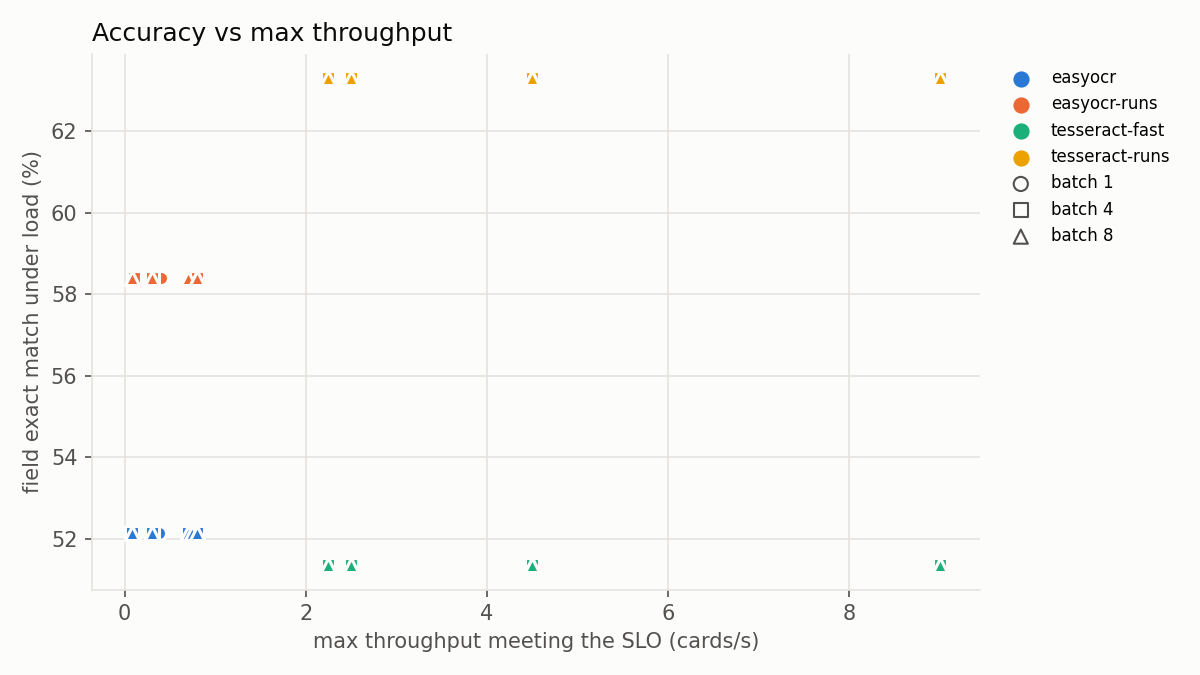 Accuracy vs max throughput
easyocr
easyocr-runs
tesseract-fast
tesseract-runs
batch 1
batch 4
batch 8
field exact match under load (%)
62
60
58
56
54
52
0 2 4 6 8
max throughput meeting the SLO (cards/s)